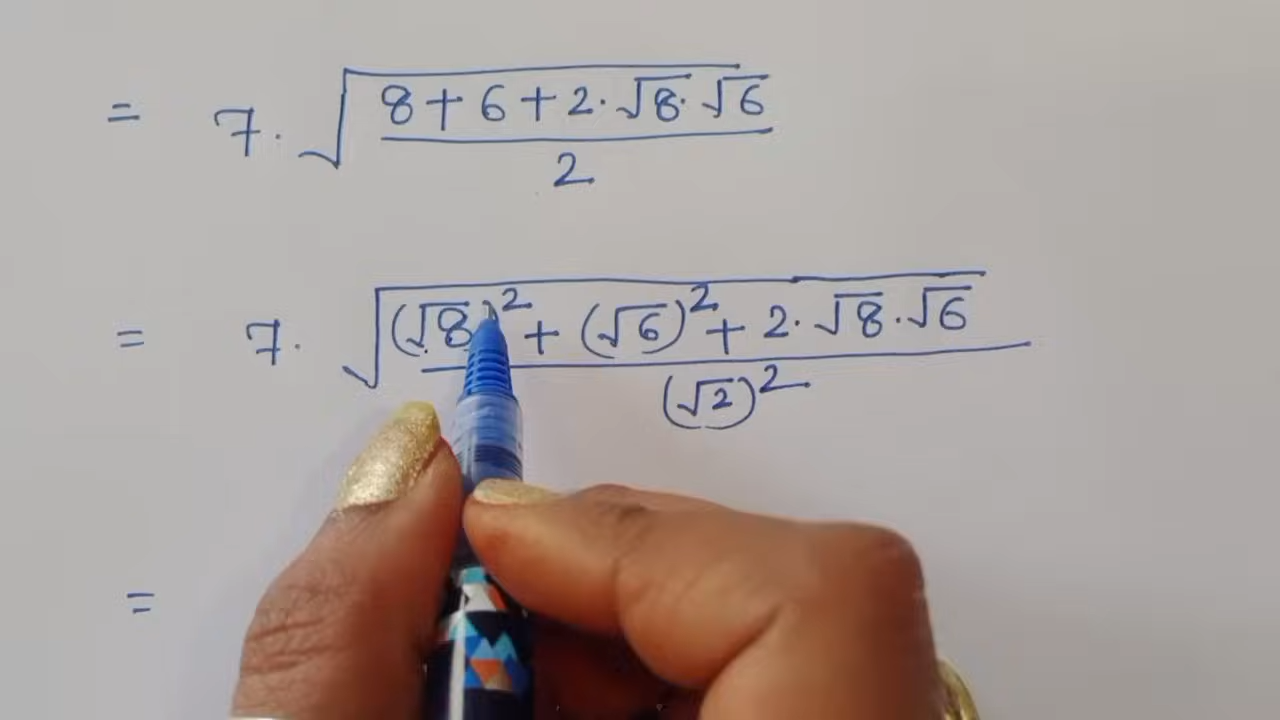 = 7. √(8+6+2·√8·√6 / 2)
= 7. √((√8)² + (√6)² + 2·√8·√6 / (√2)²)
=